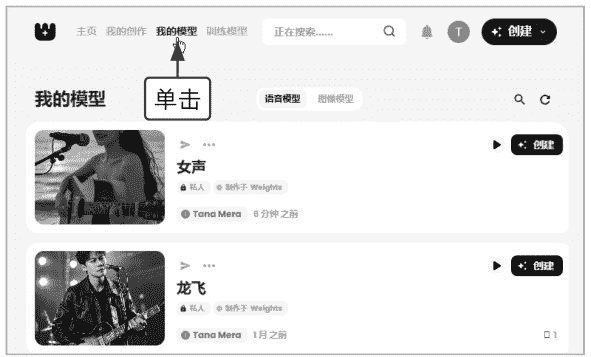 主页 我的创作 我的模型 训练模型 正在搜索...... T 创建
单击
我的模型 语音模型 图像模型
创建
女声
私人 制作于 Weights
Tana Mera 6 分钟 之前
创建
龙飞
私人 制作于 Weights
Tana Mera 1 月 之前 1